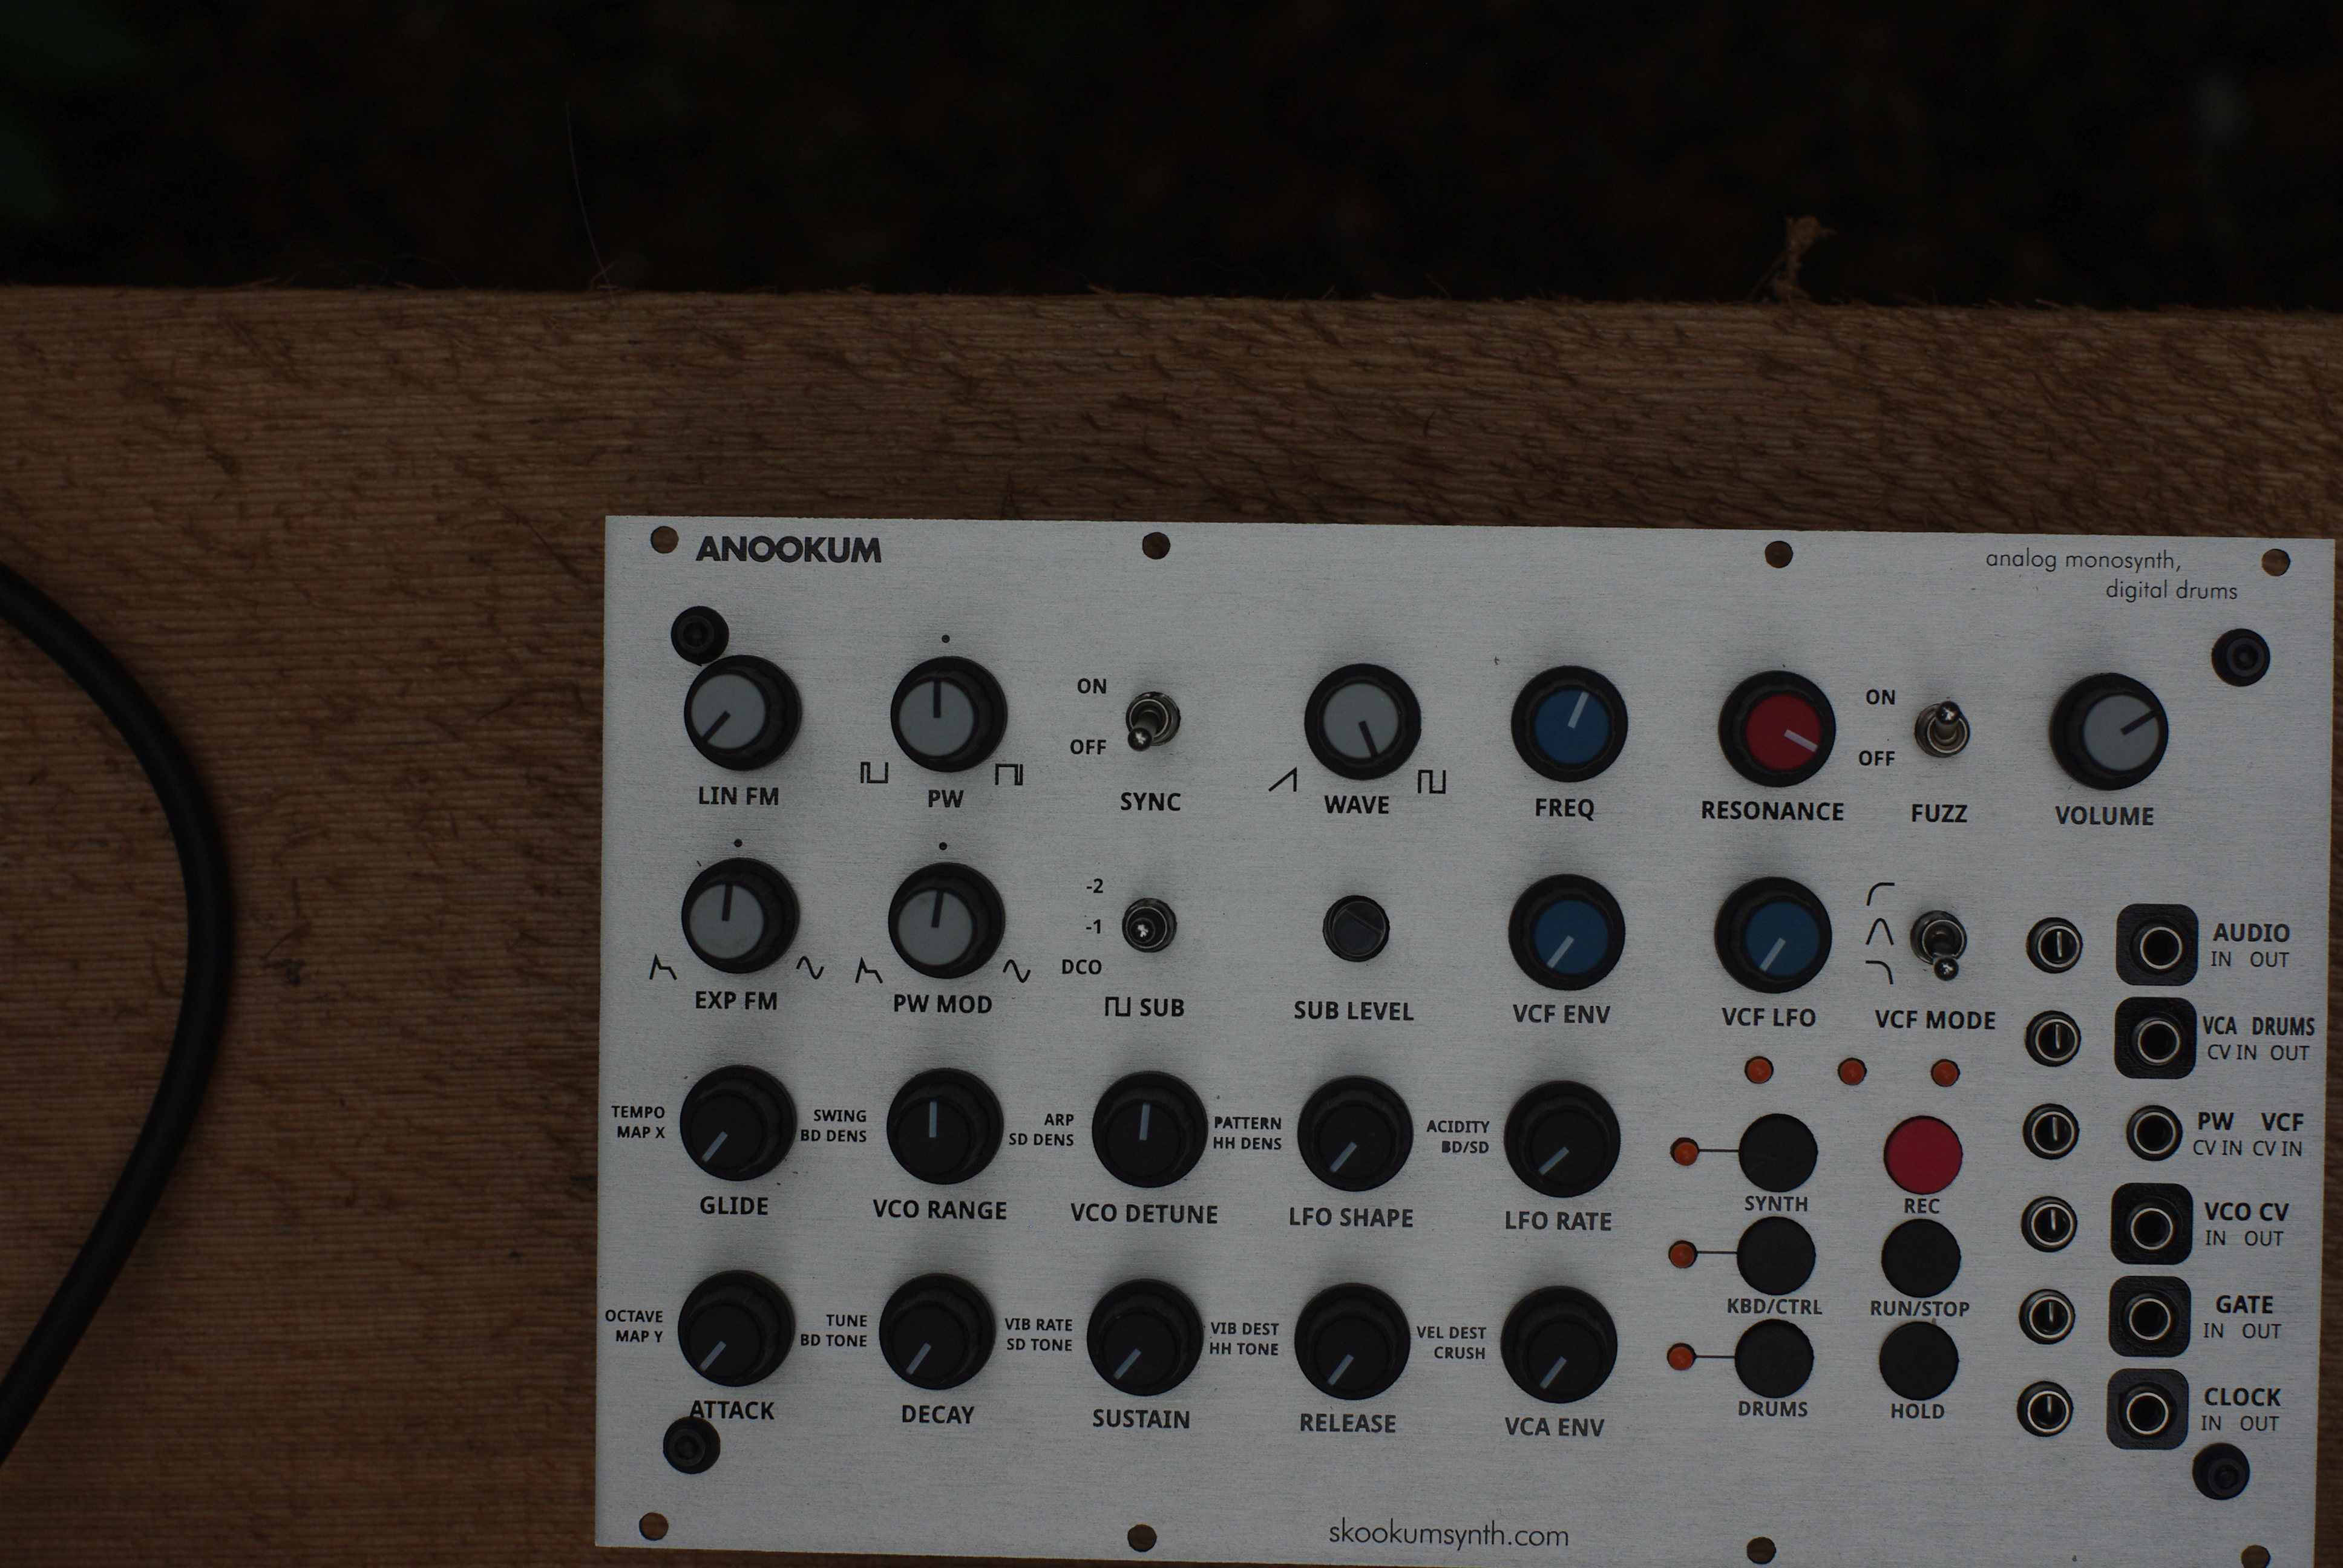 ANOOKUM
analog monosynth,
digital drums
ON
OFF
ON
OFF
LIN FM
PW
SYNC
WAVE
FREQ
RESONANCE
FUZZ
VOLUME
-2
-1
DCO
EXP FM
PW MOD
SUB
SUB LEVEL
VCF ENV
VCF LFO
VCF MODE
TEMPO
MAP X
SWING
BD DENS
ARP
SD DENS
PATTERN
HH DENS
ACIDITY
BD/SD
GLIDE
VCO RANGE
VCO DETUNE
LFO SHAPE
LFO RATE
SYNTH
REC
OCTAVE
MAP Y
TUNE
BD TONE
VIB RATE
SD TONE
VIB DEST
HH TONE
VEL DEST
CRUSH
KBD/CTRL
RUN/STOP
ATTACK
DECAY
SUSTAIN
RELEASE
VCA ENV
DRUMS
HOLD
AUDIO
IN OUT
VCA DRUMS
CV IN OUT
PW VCF
CV IN CV IN
VCO CV
IN OUT
GATE
IN OUT
CLOCK
IN OUT
skookumsynth.com